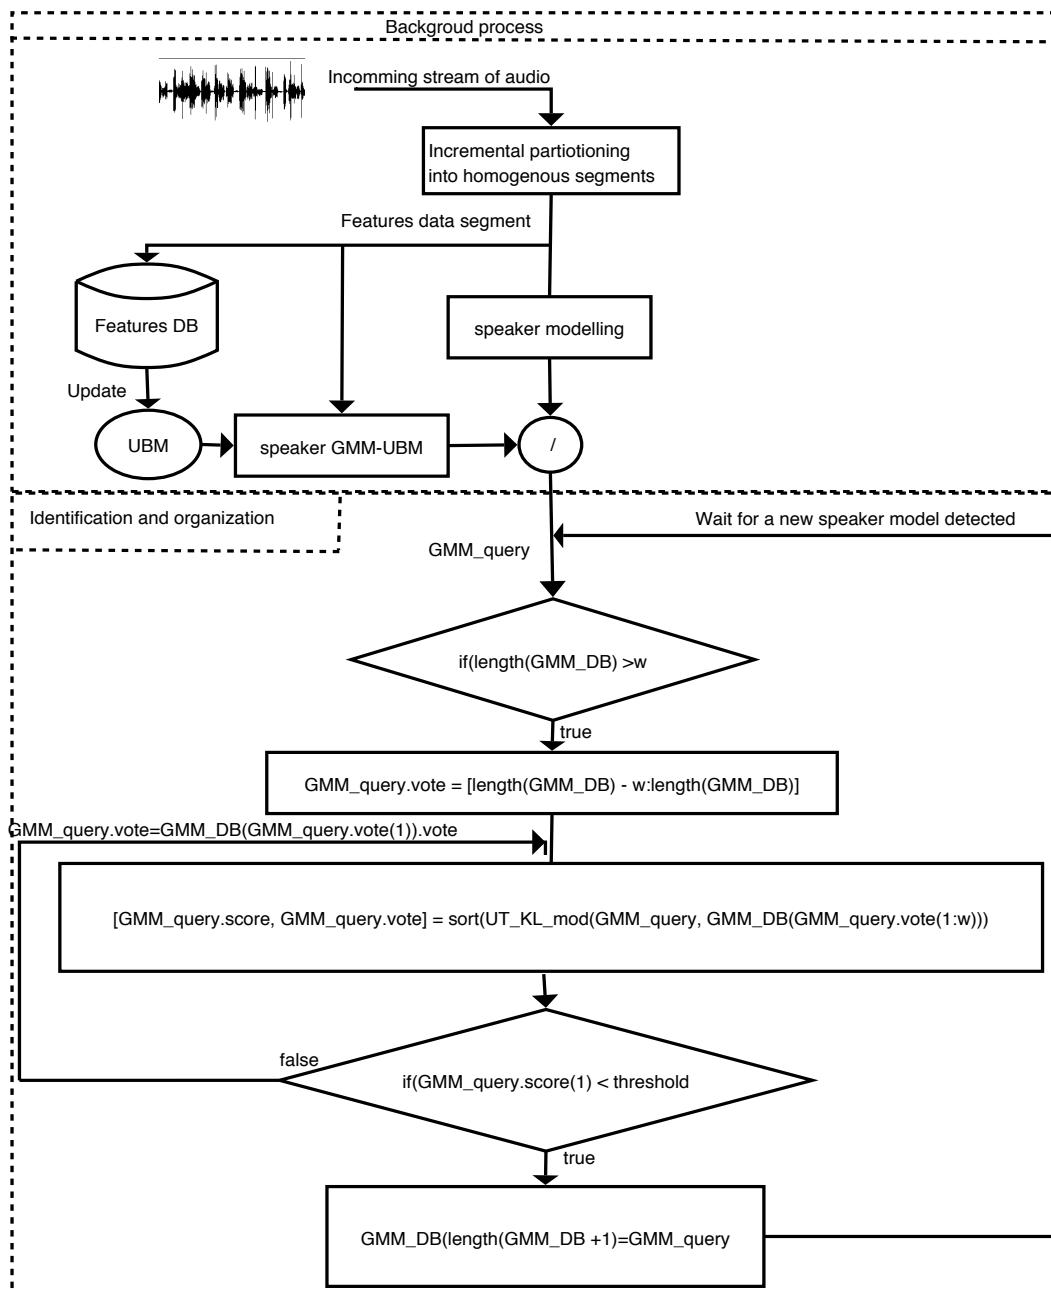 Backgroud process
Incomming stream of audio
Incremental partiotioning
into homogenous segments
Features data segment
Features DB
speaker modelling
Update
UBM
speaker GMM-UBM
/
Identification and organization
Wait for a new speaker model detected
GMM_query
if(length(GMM_DB) >w
true
GMM_query.vote = [length(GMM_DB) - w:length(GMM_DB)]
GMM_query.vote=GMM_DB(GMM_query.vote(1)).vote
[GMM_query.score, GMM_query.vote] = sort(UT_KL_mod(GMM_query, GMM_DB(GMM_query.vote(1:w)))
false
if(GMM_query.score(1) < threshold
true
GMM_DB(length(GMM_DB +1)=GMM_query